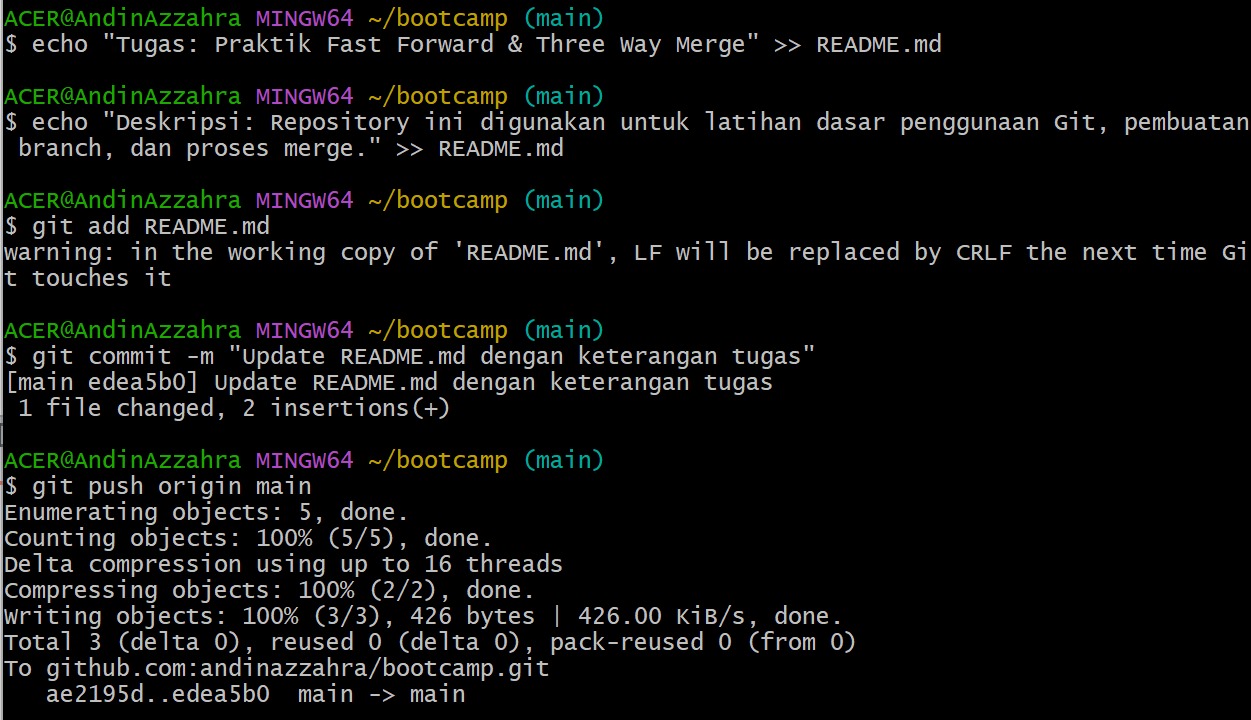 ACER@AndinAzzahra MINGW64 ~/bootcamp (main)
$ echo "Tugas: Praktik Fast Forward & Three Way Merge" >> README.md
ACER@AndinAzzahra MINGW64 ~/bootcamp (main)
$ echo "Deskripsi: Repository ini digunakan untuk latihan dasar penggunaan Git, pembuatan
 branch, dan proses merge." >> README.md
ACER@AndinAzzahra MINGW64 ~/bootcamp (main)
$ git add README.md
warning: in the working copy of 'README.md', LF will be replaced by CRLF the next time Gi
t touches it
ACER@AndinAzzahra MINGW64 ~/bootcamp (main)
$ git commit -m "Update README.md dengan keterangan tugas"
[main edea5b0] Update README.md dengan keterangan tugas
 1 file changed, 2 insertions(+)
ACER@AndinAzzahra MINGW64 ~/bootcamp (main)
$ git push origin main
Enumerating objects: 5, done.
Counting objects: 100% (5/5), done.
Delta compression using up to 16 threads
Compressing objects: 100% (2/2), done.
Writing objects: 100% (3/3), 426 bytes | 426.00 KiB/s, done.
Total 3 (delta 0), reused 0 (delta 0), pack-reused 0 (from 0)
To github.com:andinazzahra/bootcamp.git
   ae2195d..edea5b0  main -> main